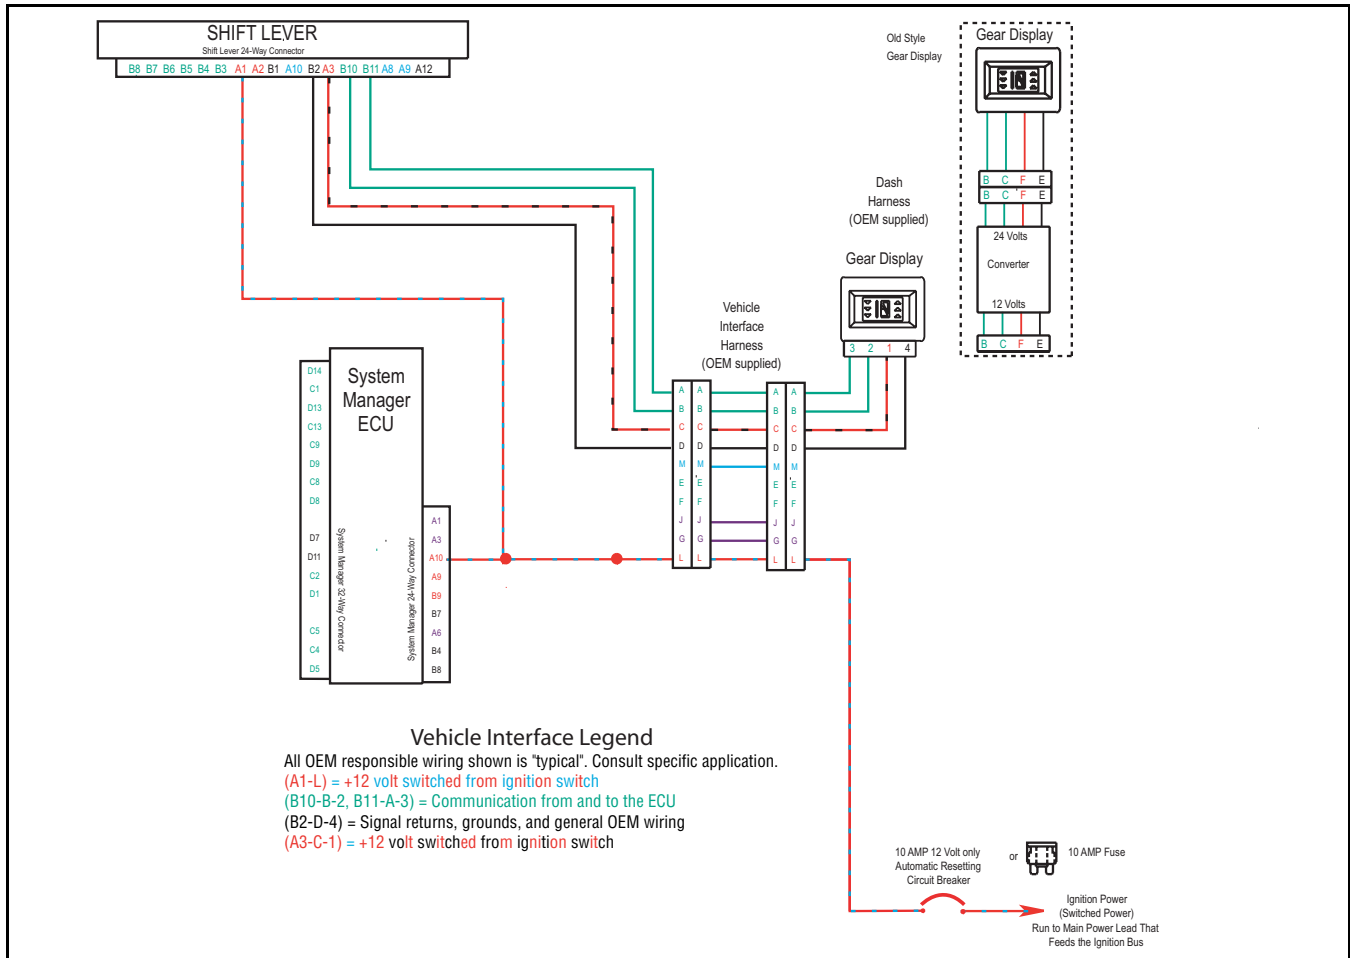 SHIFT LEVER
Shift Lever 24-Way Connector
B8 B7 B6 B5 B4 B3 A1 A2 B1 A10 B2 A3 B10 B11 A8 A9 A12
Old Style
Gear Display
Gear Display
B C F E
B C F E
24 Volts
Converter
12 Volts
B C F E
Dash
Harness
(OEM supplied)
Gear Display
3 2 1 4
Vehicle
Interface
Harness
(OEM supplied)
A A A A
B B B B
C C C C
D D D D
M M M M
E E E E
F F F F
J J J J
G G G G
L L L L
System
Manager
ECU
D14
C1
D13
C13
C9
D9
C8
D8
D7
D11
C2
D1
C5
C4
D5
System Manager 32-Way Connector
System Manager 24-Way Connector
A1
A3
A10
A9
B9
B7
A6
B4
B8
Vehicle Interface Legend
All OEM responsible wiring shown is "typical". Consult specific application.
(A1-L) = +12 volt switched from ignition switch
(B10-B-2, B11-A-3) = Communication from and to the ECU
(B2-D-4) = Signal returns, grounds, and general OEM wiring
(A3-C-1) = +12 volt switched from ignition switch
10 AMP 12 Volt only
Automatic Resetting
Circuit Breaker
or
10 AMP Fuse
Ignition Power
(Switched Power)
Run to Main Power Lead That
Feeds the Ignition Bus